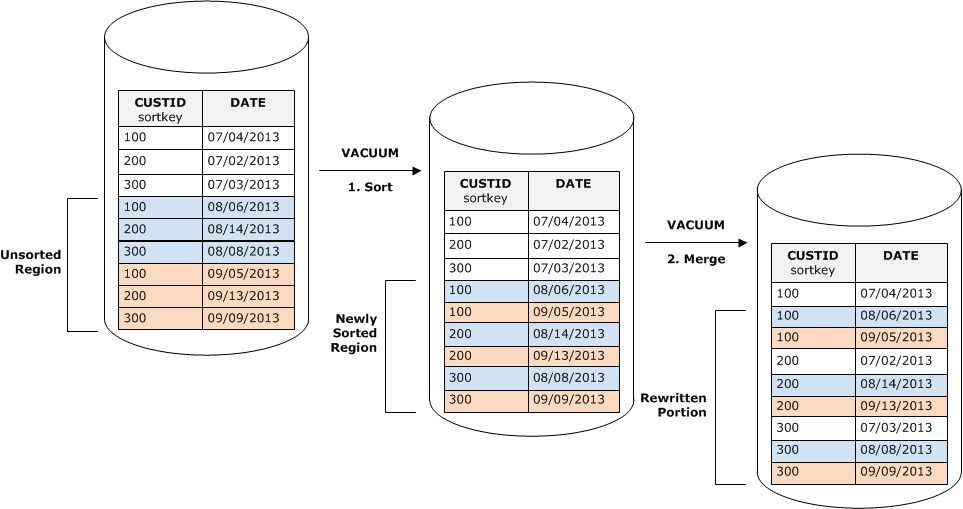 CUSTID DATE
sortkey
100 07/04/2013
200 07/02/2013
300 07/03/2013
100 08/06/2013
200 08/14/2013
300 08/08/2013
100 09/05/2013
200 09/13/2013
300 09/09/2013
Unsorted
Region
VACUUM
1. Sort
CUSTID DATE
sortkey
100 07/04/2013
200 07/02/2013
300 07/03/2013
100 08/06/2013
100 09/05/2013
200 08/14/2013
200 09/13/2013
300 08/08/2013
300 09/09/2013
Newly
Sorted
Region
VACUUM
2. Merge
CUSTID DATE
sortkey
100 07/04/2013
100 08/06/2013
100 09/05/2013
200 07/02/2013
200 08/14/2013
200 09/13/2013
300 07/03/2013
300 08/08/2013
300 09/09/2013
Rewritten
Portion